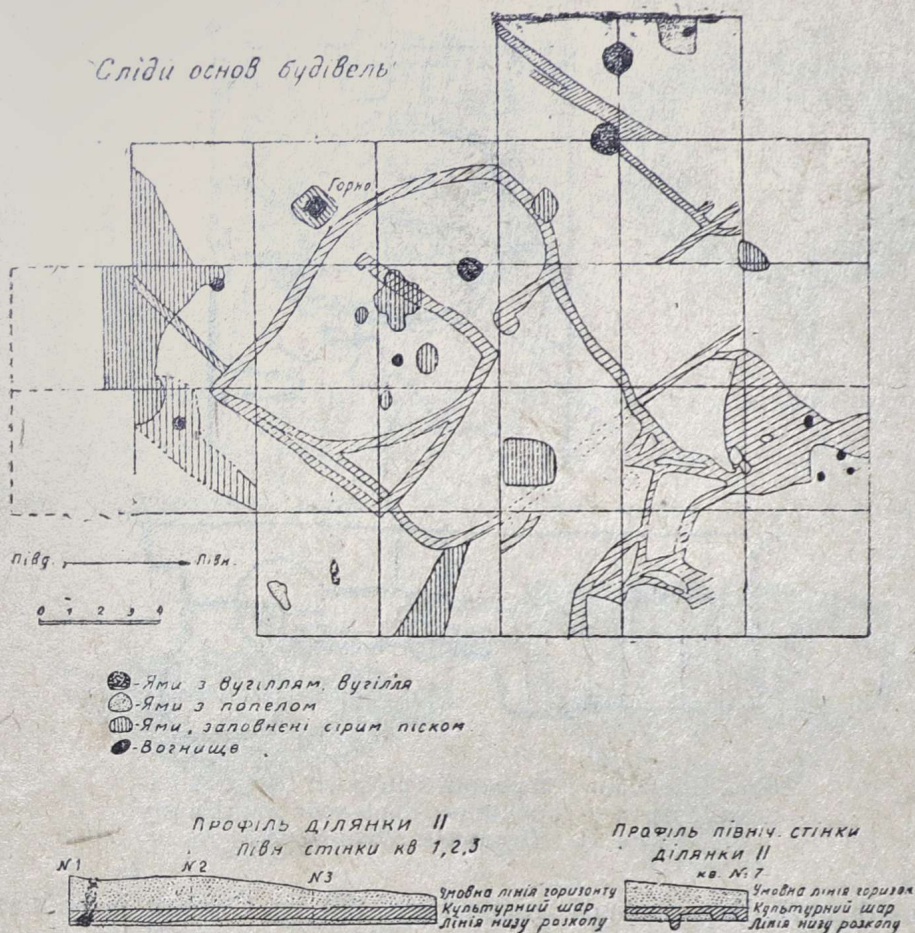 Сліди основ будівель
Горно
Півд. Півн.
0 1 2 3 4
-Ями з вугіллям, вугілля
-Ями з попелом
-Ями, заповнені сірим піском
-Вогнище
Профіль ділянки II
Півн стінки кв 1,2,3
N1 N2 N3
Умовна лінія горизонту
Культурний шар
Лінія низу розкопу
Профіль північ. стінки
ділянки II
кв. N 7
Умовна лінія горизон
Культурний шар
Лінія низу розкопу